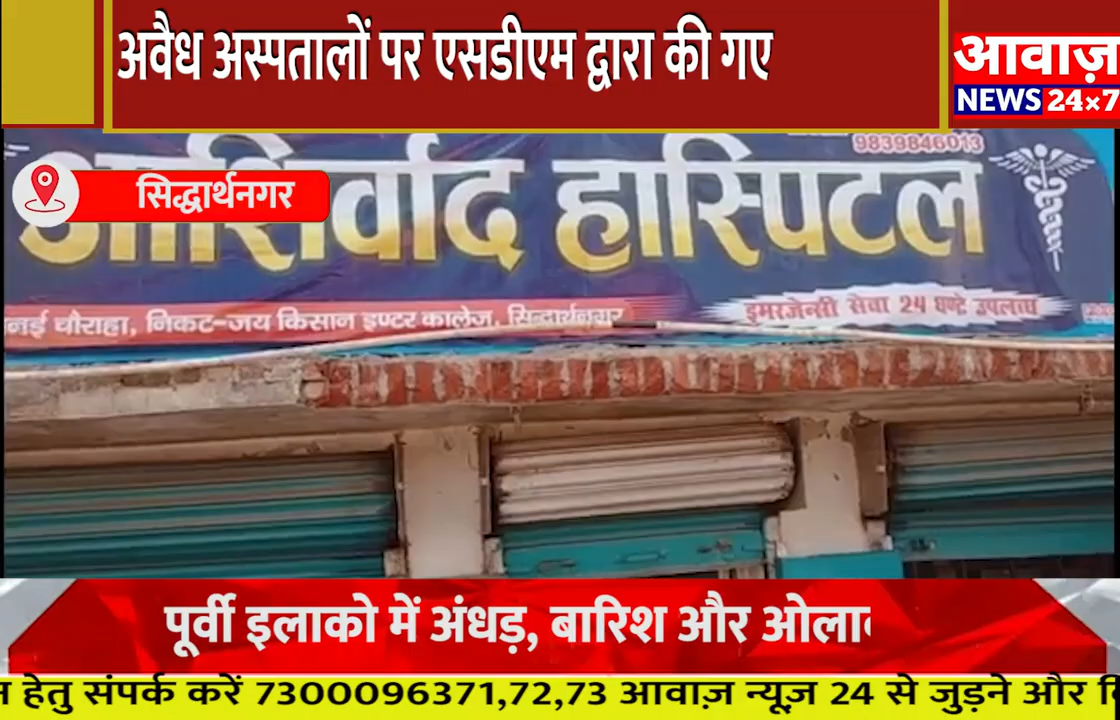 अवैध अस्पतालों पर एसडीएम द्वारा की गए
आवाज़
NEWS 24×7
9839846013
सिद्धार्थनगर
आशिर्वाद हास्पिटल
चौराहा, निकट-जय किसान इण्टर कालेज, सिद्धार्थनगर
इमरजेन्सी सेवा 24 घण्टे उपलब्ध
पूर्वी इलाको में अंधड़, बारिश और
हेतु संपर्क करें 7300096371,72,73 आवाज़ न्यूज़ 24 से जुड़ने और